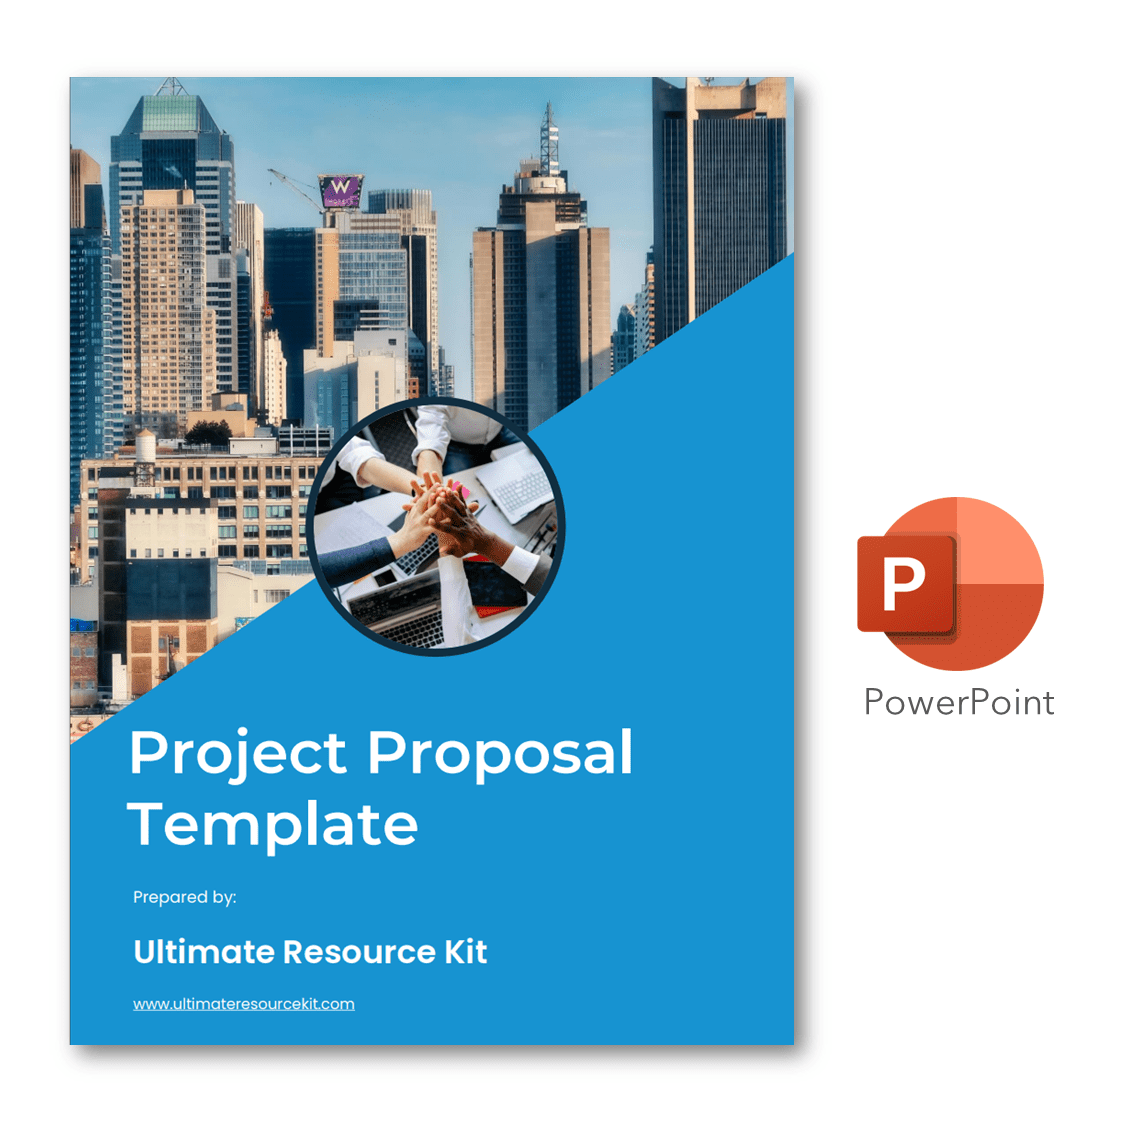 W
Project Proposal
Template
Prepared by:
Ultimate Resource Kit
www.ultimateresourcekit.com
P
PowerPoint